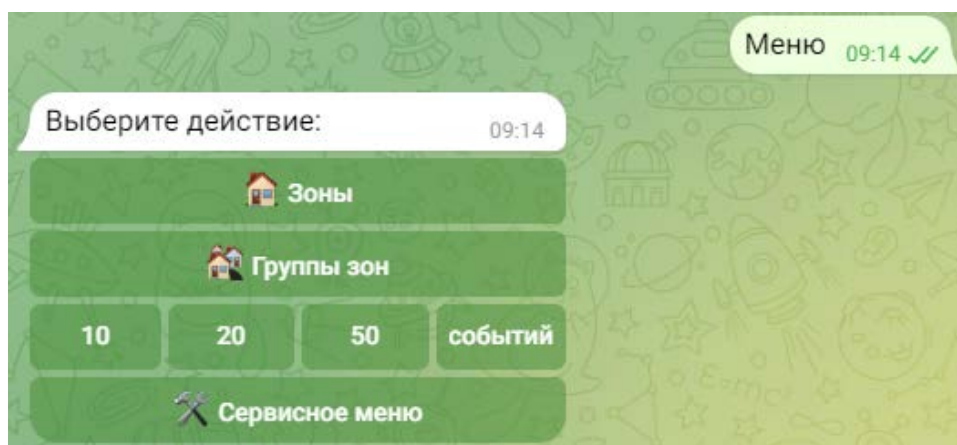 Меню 09:14
Выберите действие: 09:14
Зоны
Группы зон
10 20 50 событий
Сервисное меню